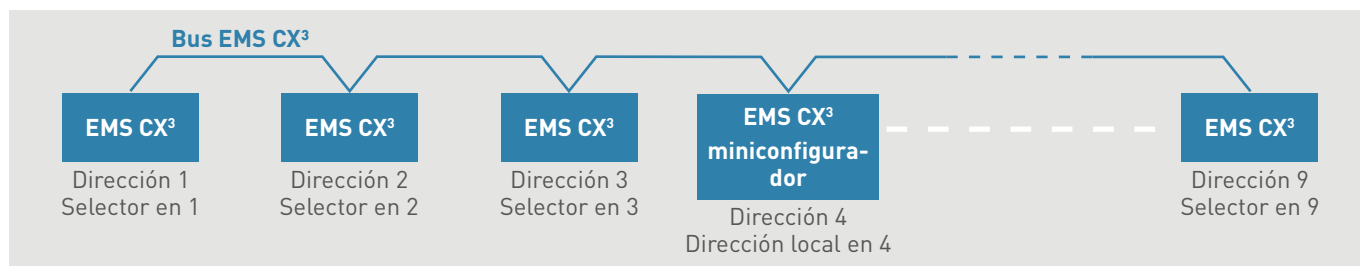 Bus EMS CX³
EMS CX³
Dirección 1
Selector en 1
EMS CX³
Dirección 2
Selector en 2
EMS CX³
Dirección 3
Selector en 3
EMS CX³
miniconfigura-
dor
Dirección 4
Dirección local en 4
EMS CX³
Dirección 9
Selector en 9